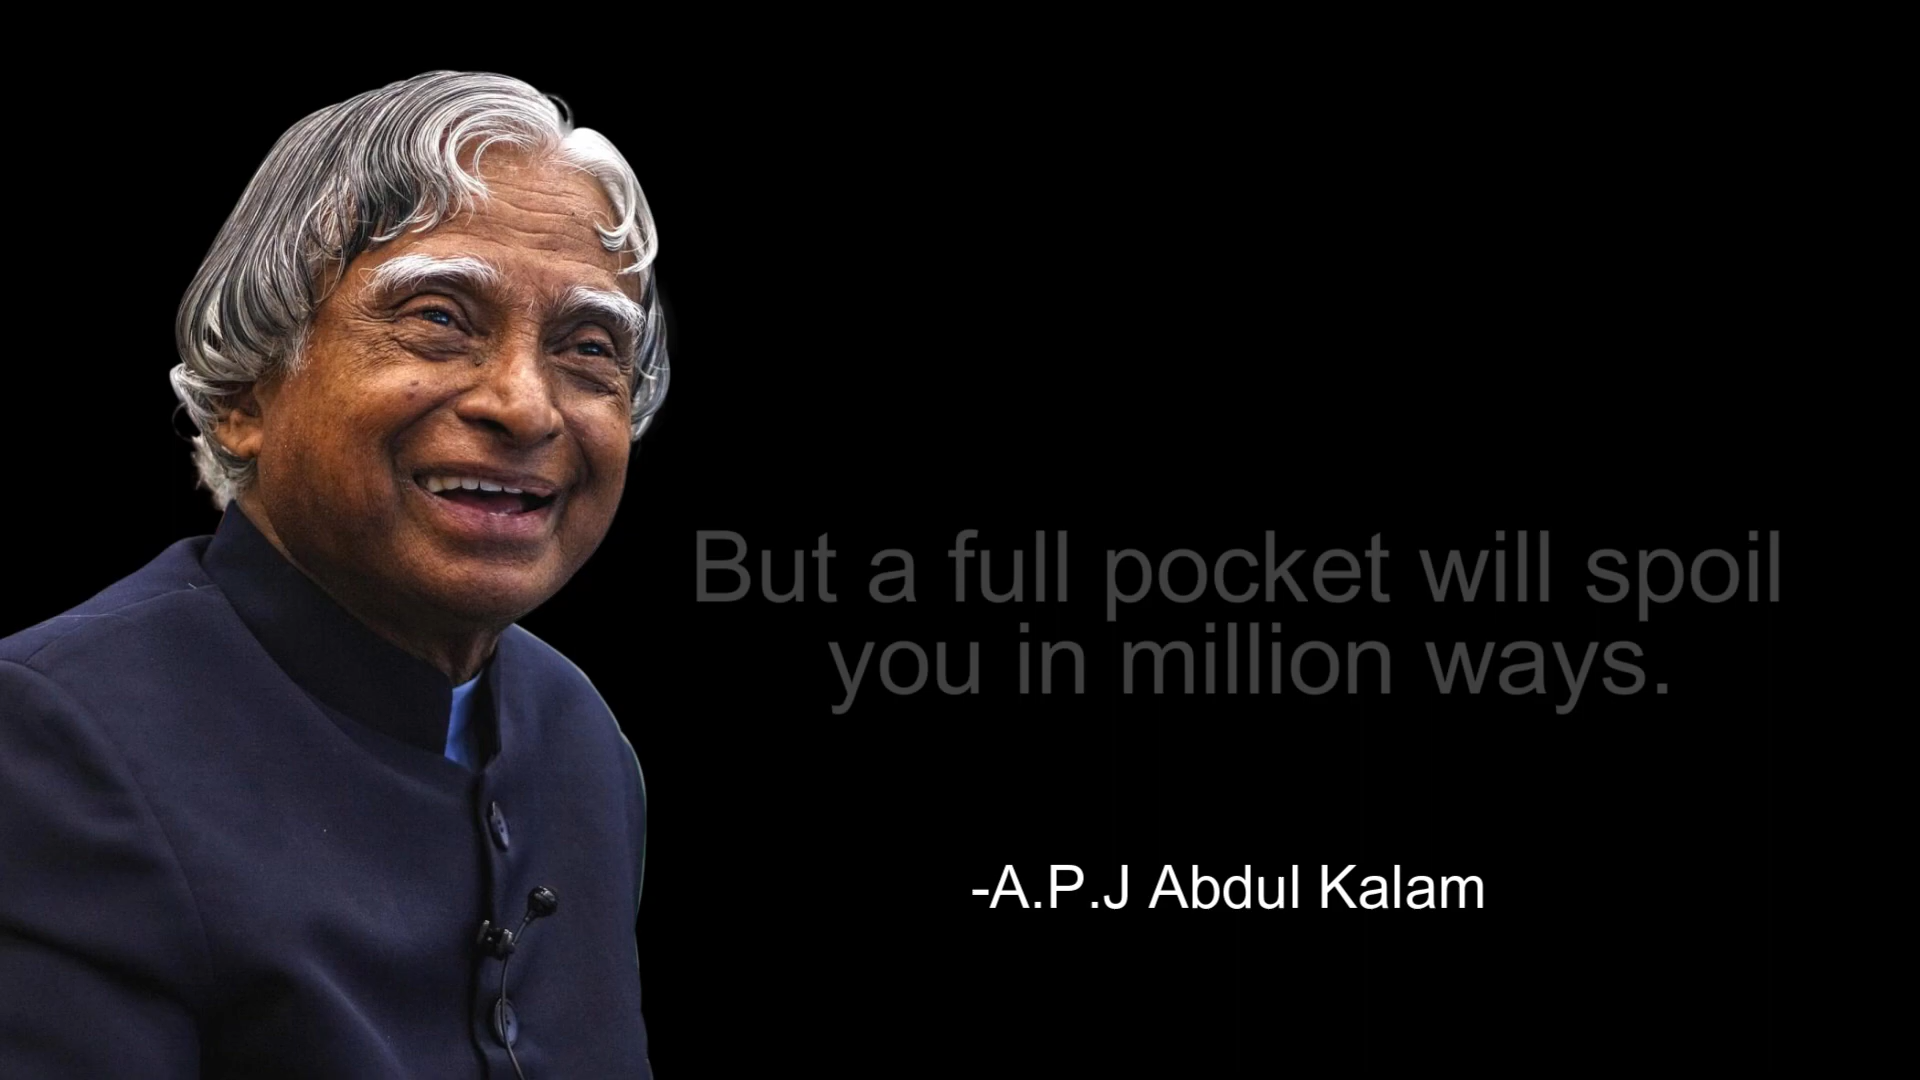 But a full pocket will spoil
you in million ways.
-A.P.J Abdul Kalam